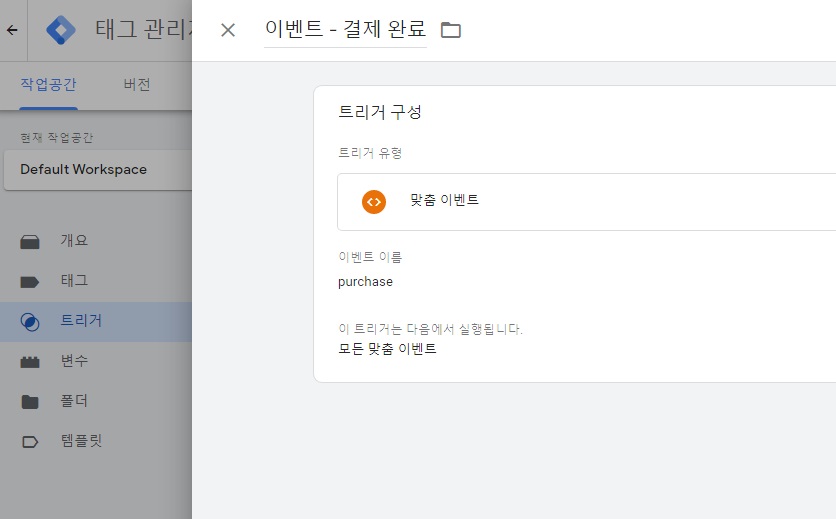 태그 관리
이벤트 - 결제 완료
작업공간
버전
현재 작업공간
Default Workspace
개요
태그
트리거
변수
폴더
템플릿
트리거 구성
트리거 유형
맞춤 이벤트
이벤트 이름
purchase
이 트리거는 다음에서 실행됩니다.
모든 맞춤 이벤트